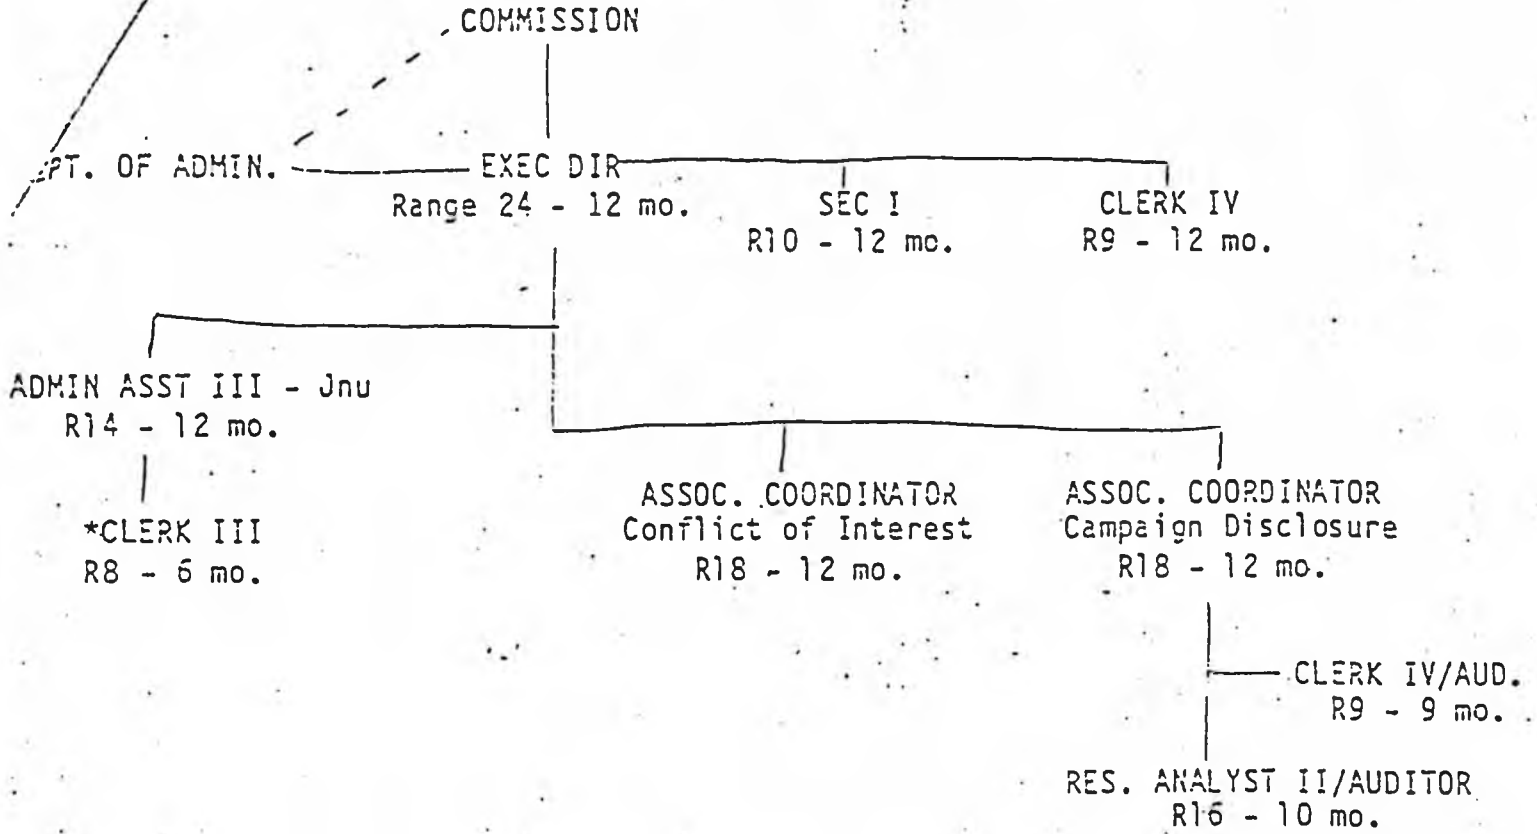 COMMISSION
PT. OF ADMIN.
EXEC DIR
Range 24 - 12 mo.
SEC I
R10 - 12 mo.
CLERK IV
R9 - 12 mo.
ADMIN ASST III - Jnu
R14 - 12 mo.
*CLERK III
R8 - 6 mo.
ASSOC. COORDINATOR
Conflict of Interest
R18 - 12 mo.
ASSOC. COORDINATOR
Campaign Disclosure
R18 - 12 mo.
CLERK IV/AUD.
R9 - 9 mo.
RES. ANALYST II/AUDITOR
R16 - 10 mo.